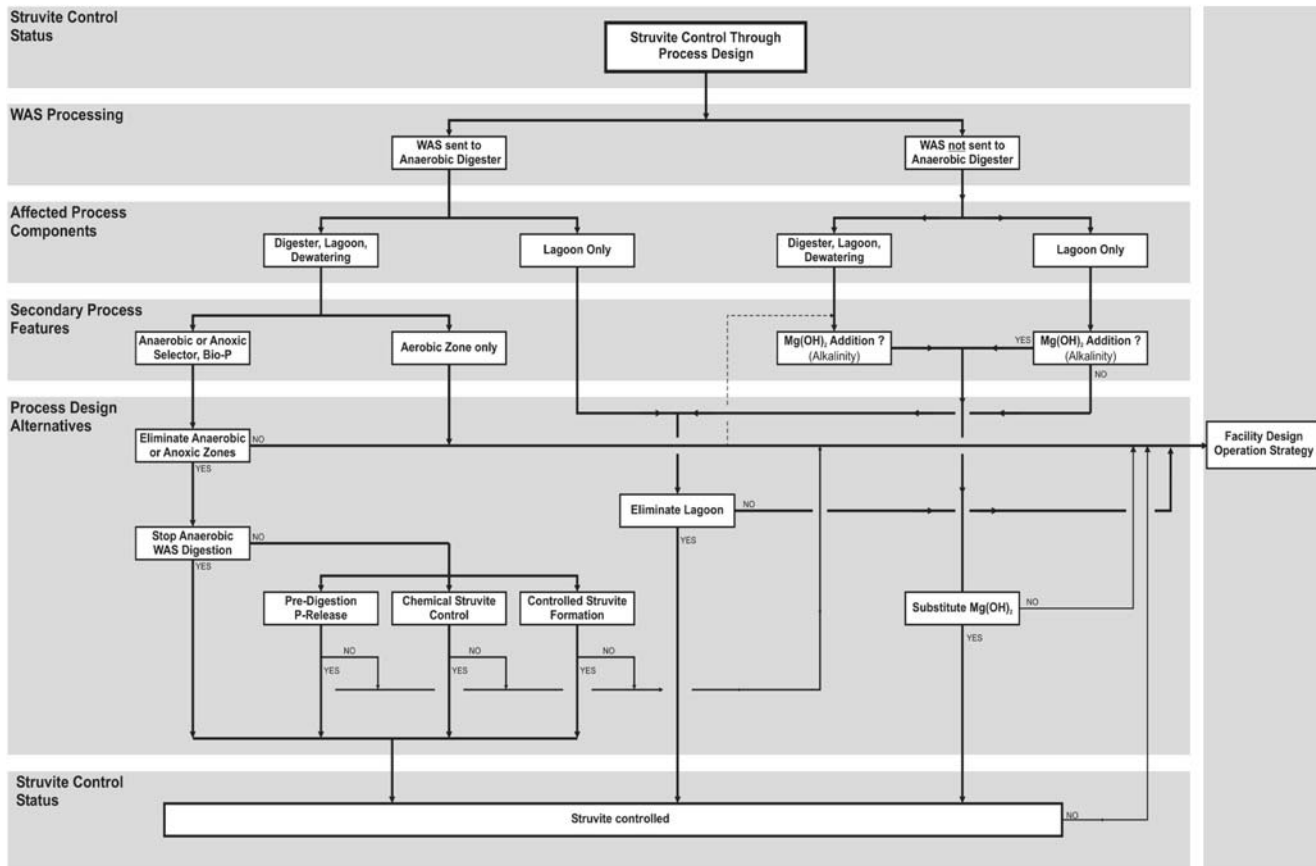 Struvite Control
Status
Struvite Control Through
Process Design
WAS Processing
WAS sent to
Anaerobic Digester
WAS not sent to
Anaerobic Digester
Affected Process
Components
Digester, Lagoon,
Dewatering
Lagoon Only
Digester, Lagoon,
Dewatering
Lagoon Only
Secondary Process
Features
Anaerobic or Anoxic
Selector, Bio-P
Aerobic Zone only
Mg(OH)₂ Addition ?
(Alkalinity)
YES
Mg(OH)₂ Addition ?
(Alkalinity)
NO
Process Design
Alternatives
Eliminate Anaerobic
or Anoxic Zones
NO
YES
Facility Design
Operation Strategy
Eliminate Lagoon
NO
YES
Stop Anaerobic
WAS Digestion
NO
YES
Pre-Digestion
P-Release
Chemical Struvite
Control
Controlled Struvite
Formation
Substitute Mg(OH)₂
NO
YES
NO
YES
NO
YES
NO
YES
Struvite Control
Status
Struvite controlled
NO